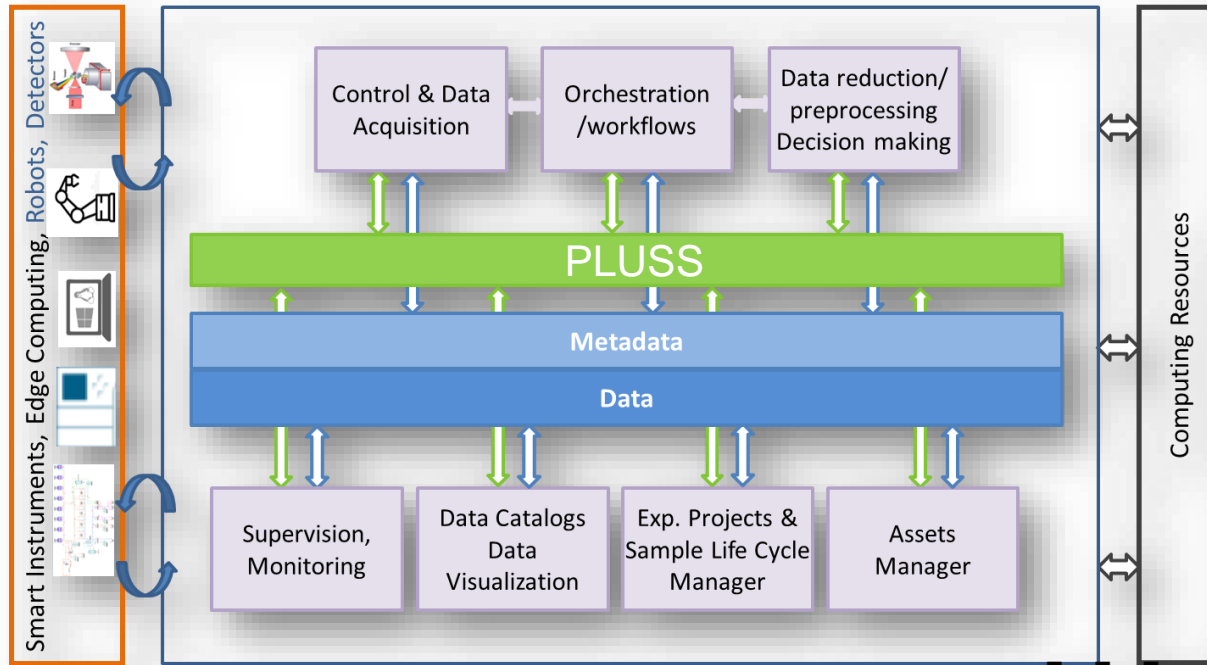 Smart Instruments, Edge Computing, Robots, Detectors
Control & Data
Acquisition
Orchestration
/workflows
Data reduction/
preprocessing
Decision making
PLUSS
Metadata
Data
Supervision,
Monitoring
Data Catalogs
Data
Visualization
Exp. Projects &
Sample Life Cycle
Manager
Assets
Manager
Computing Resources